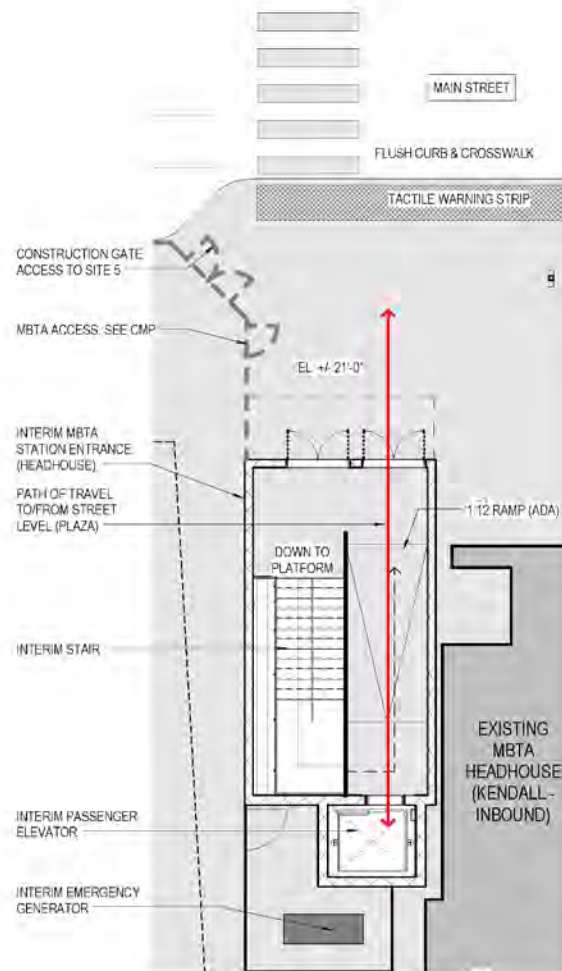 MAIN STREET
FLUSH CURB & CROSSWALK
TACTILE WARNING STRIP
CONSTRUCTION GATE
ACCESS TO SITE 5
MBTA ACCESS. SEE CMP
EL. +/- 21'-0"
INTERIM MBTA
STATION ENTRANCE
(HEADHOUSE)
PATH OF TRAVEL
TO/FROM STREET
LEVEL (PLAZA)
1:12 RAMP (ADA)
DOWN TO
PLATFORM
INTERIM STAIR
EXISTING
MBTA
HEADHOUSE
(KENDALL -
INBOUND)
INTERIM PASSENGER
ELEVATOR
INTERIM EMERGENCY
GENERATOR